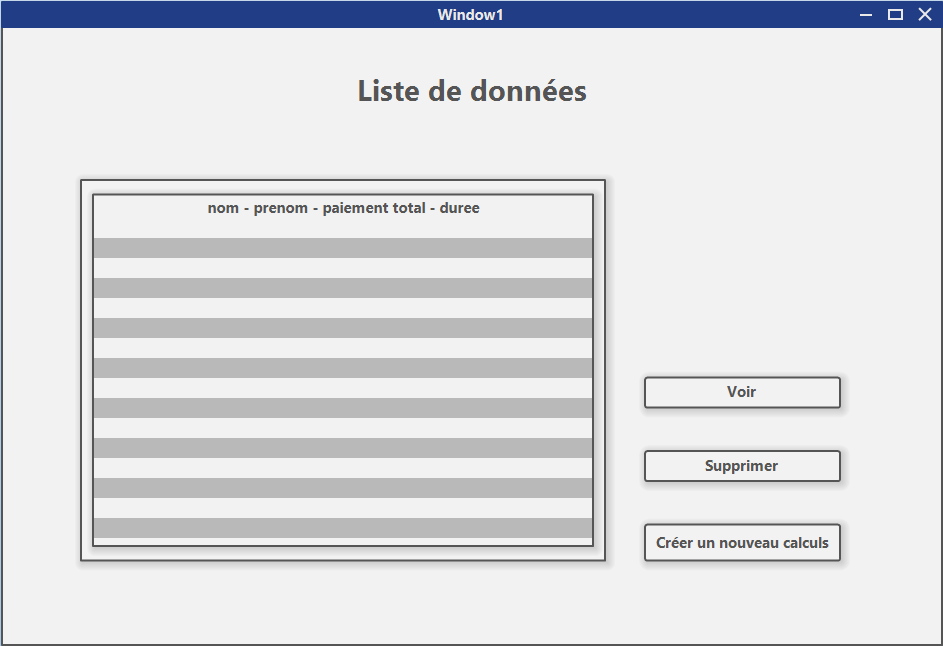 Window1
Liste de données
nom - prenom - paiement total - duree
Voir
Supprimer
Créer un nouveau calculs